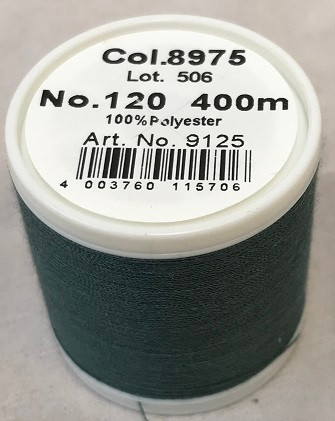 Col.8975
Lot. 506
No.120 400m
100%Polyester
Art. No. 9125
4 003760 115706